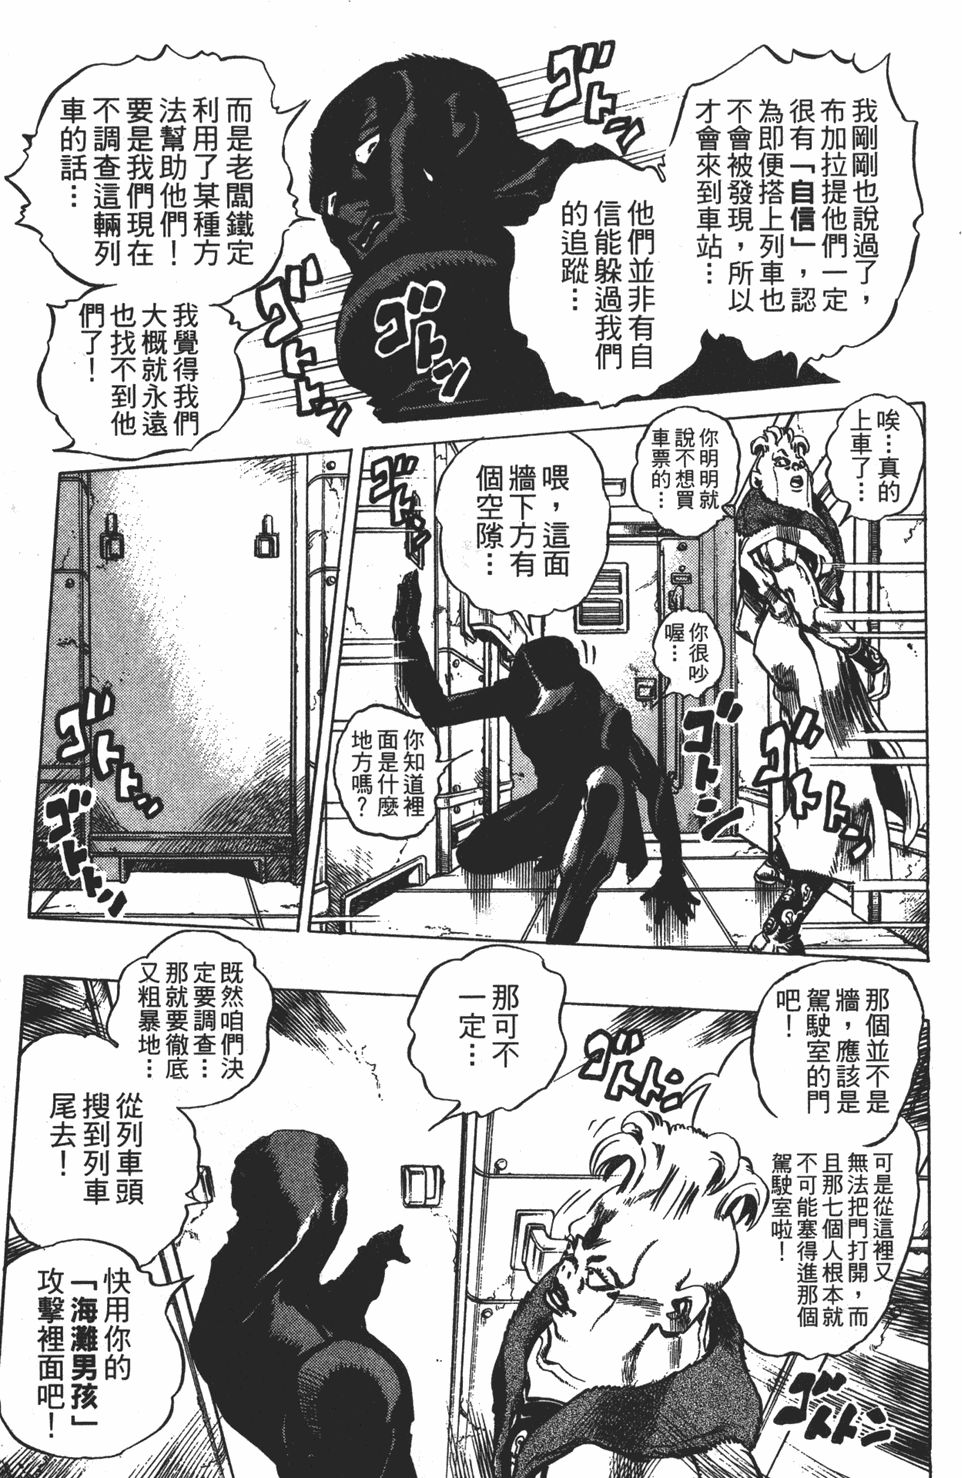 我剛剛也說過了，
布加拉提他們一定
很有「自信」，認
為即便搭上列車也
不會被發現，所以
才會來到車站…
ゴトトン
他們並非有自
信能躲過我們
的追蹤…
ゴトン
而是老闆鐵定
利用了某種方
法幫助他們！
要是我們現在
不調查這輛列
車的話…
ゴトトン
我覺得我們
大概就永遠
也找不到他
們了！
唉…真的
上車了…
你明明就
說不想買
車票的…
你很吵
喔…
喂，這面
牆下方有
個空隙…
你知道裡
面是什麼
地方嗎？
ゴトン
ゴトトン
ゴトン
ゴトトン
ゴトン
那個並不是
牆，應該是
駕駛室的門
吧！
可是從這裡又
無法把門打開，而
且那七個人根本就
不可能塞得進那個
駕駛室啦！
ゴトトン
那可不
一定…
既然咱們決
定要調查…
那就要徹底
又粗暴地…
從列車頭
搜到列車
尾去！
快用你的
「海灘男孩」
攻擊裡面吧！
ゴトトン